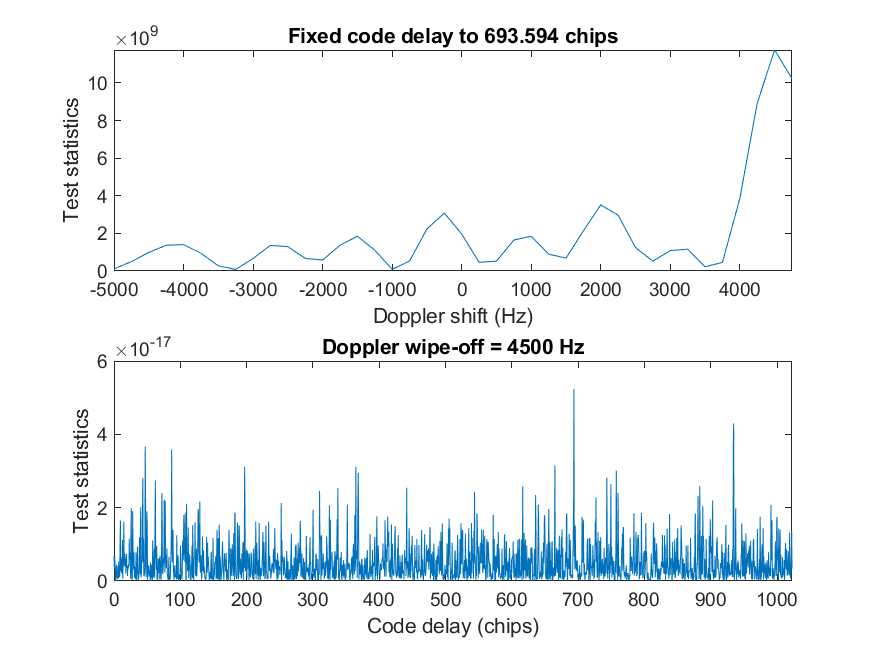 ×10^9
Fixed code delay to 693.594 chips
Test statistics
10
8
6
4
2
0
-5000 -4000 -3000 -2000 -1000 0 1000 2000 3000 4000
Doppler shift (Hz)
×10^-17
Doppler wipe-off = 4500 Hz
Test statistics
6
4
2
0
0 100 200 300 400 500 600 700 800 900 1000
Code delay (chips)